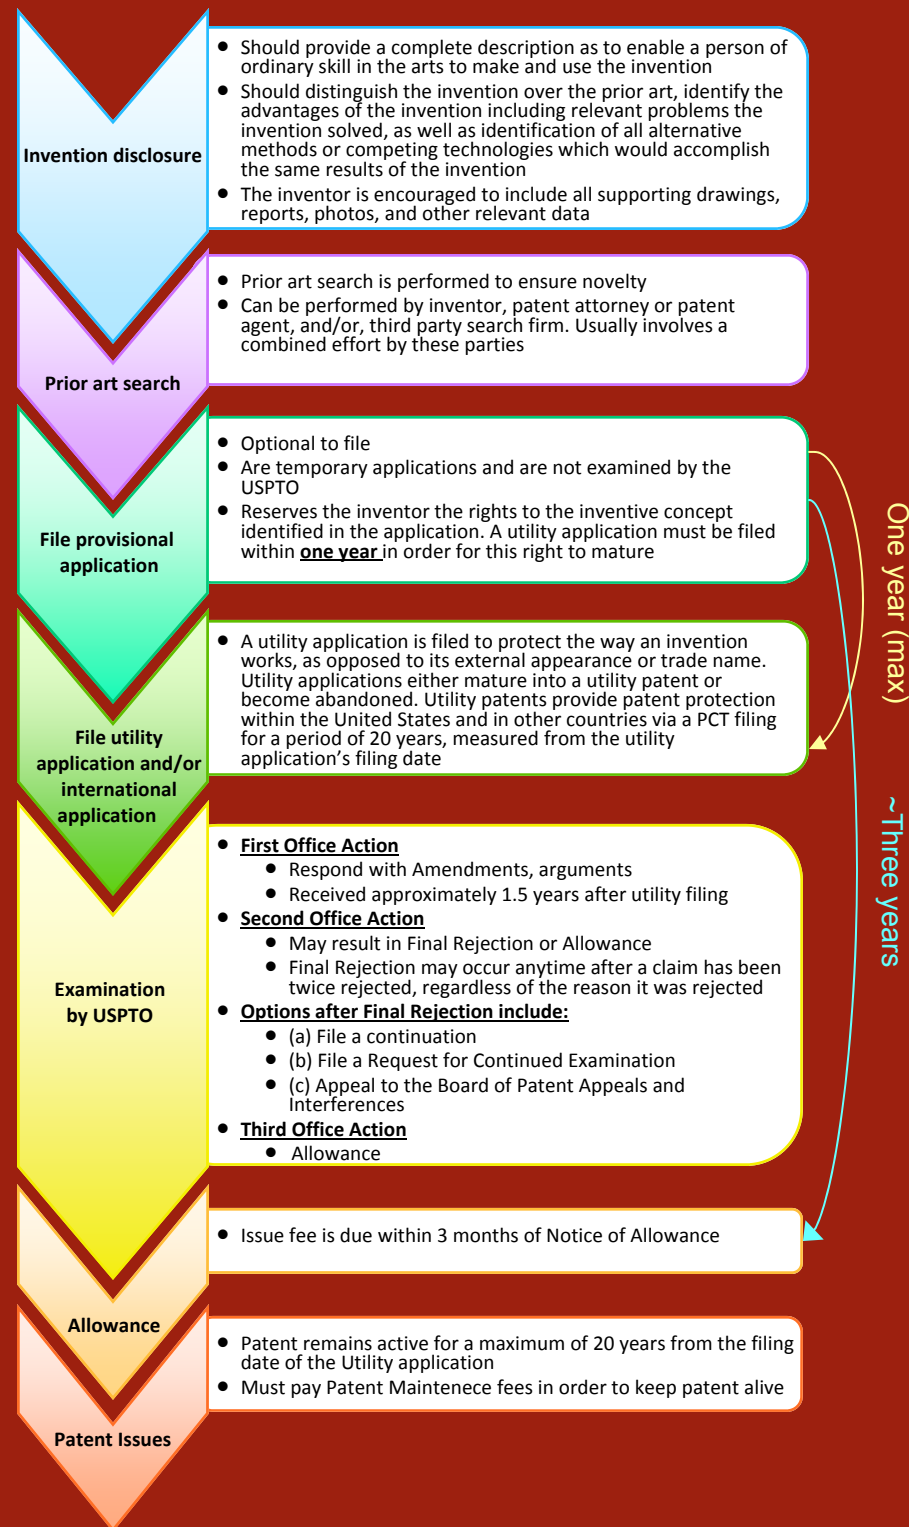 Invention disclosure
● Should provide a complete description as to enable a person of
ordinary skill in the arts to make and use the invention
● Should distinguish the invention over the prior art, identify the
advantages of the invention including relevant problems the
invention solved, as well as identification of all alternative
methods or competing technologies which would accomplish
the same results of the invention
● The inventor is encouraged to include all supporting drawings,
reports, photos, and other relevant data
Prior art search
● Prior art search is performed to ensure novelty
● Can be performed by inventor, patent attorney or patent
agent, and/or, third party search firm. Usually involves a
combined effort by these parties
File provisional
application
● Optional to file
● Are temporary applications and are not examined by the
USPTO
● Reserves the inventor the rights to the inventive concept
identified in the application. A utility application must be filed
within one year in order for this right to mature
One year (max)
File utility
application and/or
international
application
● A utility application is filed to protect the way an invention
works, as opposed to its external appearance or trade name.
Utility applications either mature into a utility patent or
become abandoned. Utility patents provide patent protection
within the United States and in other countries via a PCT filing
for a period of 20 years, measured from the utility
application's filing date
~Three years
Examination
by USPTO
● First Office Action
● Respond with Amendments, arguments
● Received approximately 1.5 years after utility filing
● Second Office Action
● May result in Final Rejection or Allowance
● Final Rejection may occur anytime after a claim has been
twice rejected, regardless of the reason it was rejected
● Options after Final Rejection include:
● (a) File a continuation
● (b) File a Request for Continued Examination
● (c) Appeal to the Board of Patent Appeals and
Interferences
● Third Office Action
● Allowance
Allowance
● Issue fee is due within 3 months of Notice of Allowance
Patent Issues
● Patent remains active for a maximum of 20 years from the filing
date of the Utility application
● Must pay Patent Maintenece fees in order to keep patent alive